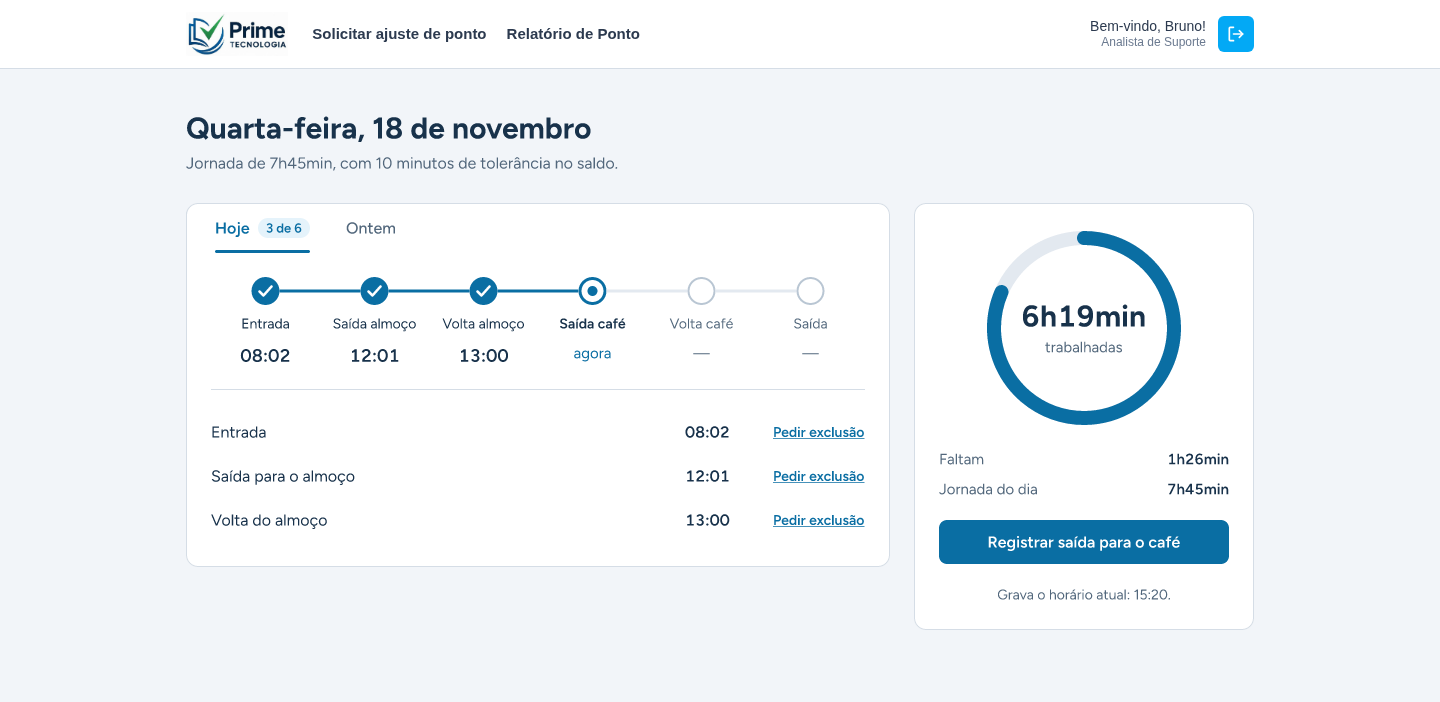 Prime
TECNOLOGIA
Solicitar ajuste de ponto
Relatório de Ponto
Bem-vindo, Bruno!
Analista de Suporte
Quarta-feira, 18 de novembro
Jornada de 7h45min, com 10 minutos de tolerância no saldo.
Hoje 3 de 6
Ontem
Entrada
Saída almoço
Volta almoço
Saída café
Volta café
Saída
08:02
12:01
13:00
agora
—
—
Entrada 08:02 Pedir exclusão
Saída para o almoço 12:01 Pedir exclusão
Volta do almoço 13:00 Pedir exclusão
6h19min
trabalhadas
Faltam 1h26min
Jornada do dia 7h45min
Registrar saída para o café
Grava o horário atual: 15:20.